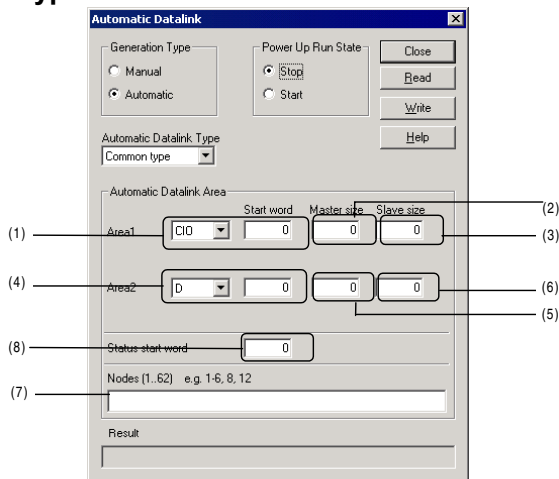 Automatic Datalink
Generation Type
Manual
Automatic
Power Up Run State
Stop
Start
Close
Read
Write
Help
Automatic Datalink Type
Common type
Automatic Datalink Area
Start word Master size Slave size
Area1 CIO 0 0 0
Area2 D 0 0 0
Status start word 0
Nodes (1..62) e.g. 1-6, 8, 12
Result
(1)
(2)
(3)
(4)
(5)
(6)
(8)
(7)